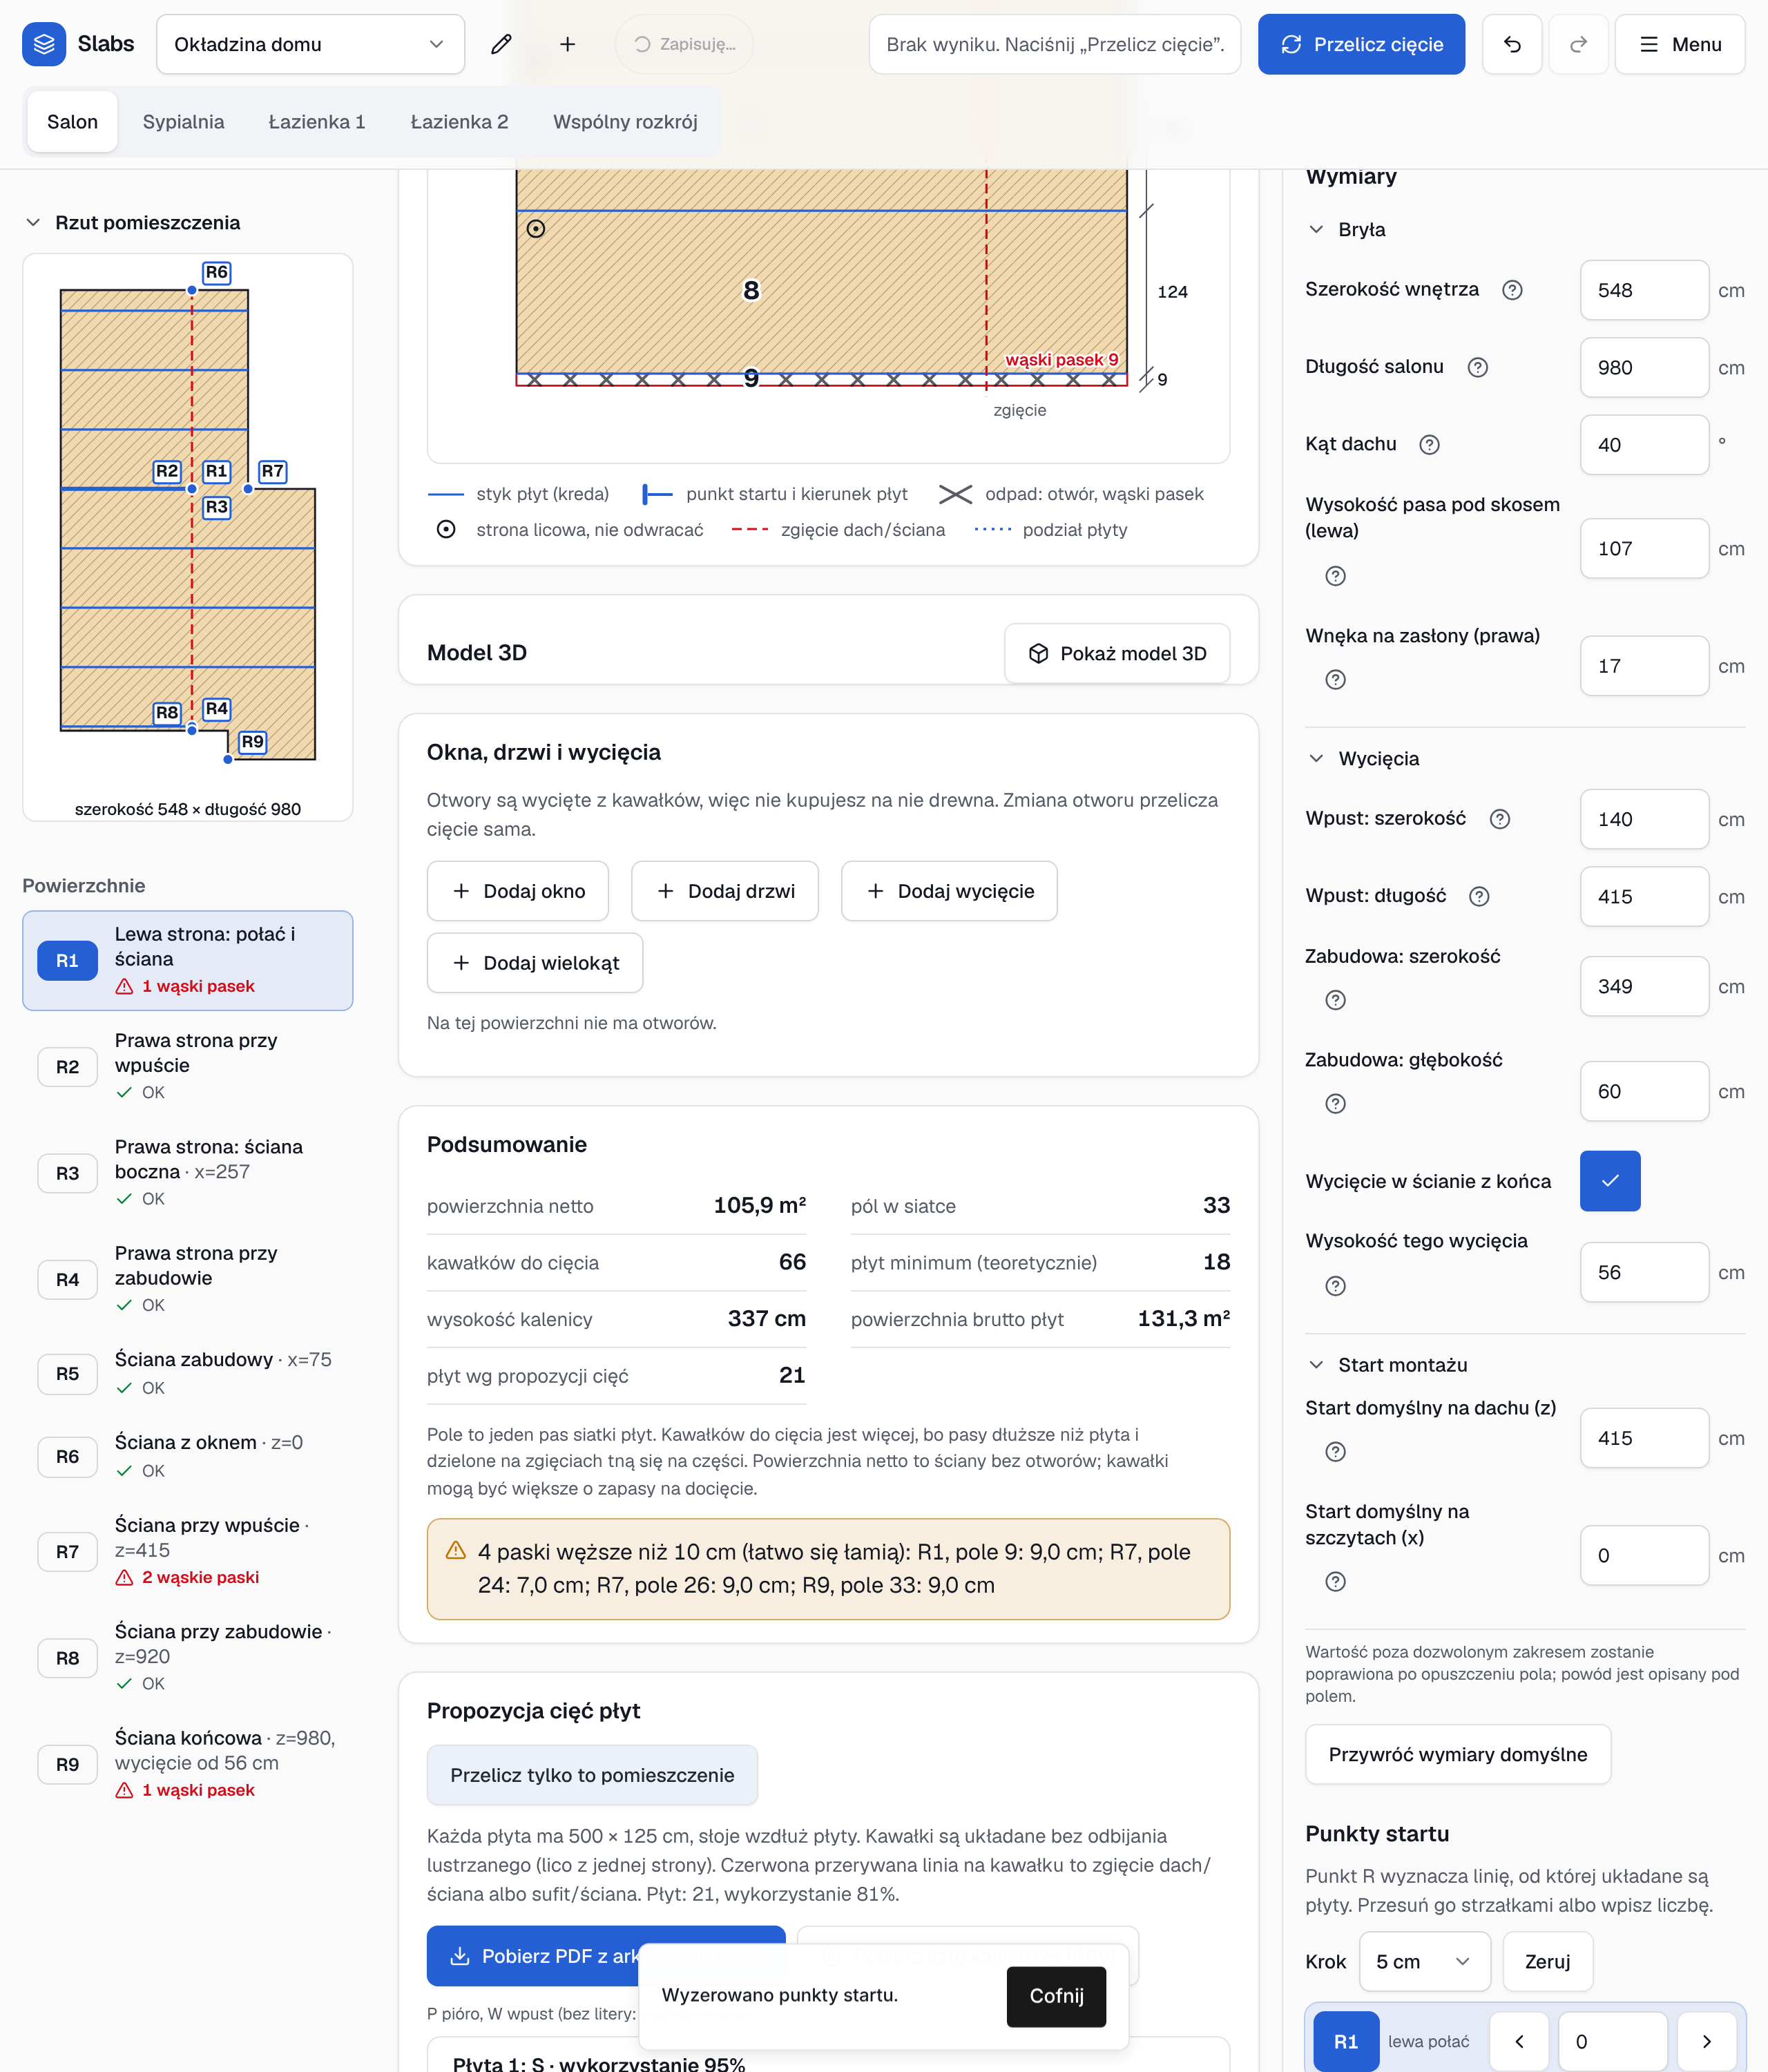 Slabs
Okładzina domu
Zapisuję…
Brak wyniku. Naciśnij „Przelicz cięcie”.
Przelicz cięcie
Menu
Salon
Sypialnia
Łazienka 1
Łazienka 2
Wspólny rozkrój
Rzut pomieszczenia
R6
R2
R1
R7
R3
R8
R4
R9
szerokość 548 × długość 980
Powierzchnie
R1
Lewa strona: połać i
ściana
1 wąski pasek
R2
Prawa strona przy
wpuście
OK
R3
Prawa strona: ściana
boczna · x=257
OK
R4
Prawa strona przy
zabudowie
OK
R5
Ściana zabudowy · x=75
OK
R6
Ściana z oknem · z=0
OK
R7
Ściana przy wpuście ·
z=415
2 wąskie paski
R8
Ściana przy zabudowie ·
z=920
OK
R9
Ściana końcowa · z=980,
wycięcie od 56 cm
1 wąski pasek
8
124
wąski pasek 9
9
9
zgięcie
styk płyt (kreda)
punkt startu i kierunek płyt
odpad: otwór, wąski pasek
strona licowa, nie odwracać
zgięcie dach/ściana
podział płyty
Model 3D
Pokaż model 3D
Okna, drzwi i wycięcia
Otwory są wycięte z kawałków, więc nie kupujesz na nie drewna. Zmiana otworu przelicza
cięcie sama.
Dodaj okno
Dodaj drzwi
Dodaj wycięcie
Dodaj wielokąt
Na tej powierzchni nie ma otworów.
Podsumowanie
powierzchnia netto 105,9 m²
pól w siatce 33
kawałków do cięcia 66
płyt minimum (teoretycznie) 18
wysokość kalenicy 337 cm
powierzchnia brutto płyt 131,3 m²
płyt wg propozycji cięć 21
Pole to jeden pas siatki płyt. Kawałków do cięcia jest więcej, bo pasy dłuższe niż płyta i
dzielone na zgięciach tną się na części. Powierzchnia netto to ściany bez otworów; kawałki
mogą być większe o zapasy na docięcie.
4 paski węższe niż 10 cm (łatwo się łamią): R1, pole 9: 9,0 cm; R7, pole
24: 7,0 cm; R7, pole 26: 9,0 cm; R9, pole 33: 9,0 cm
Propozycja cięć płyt
Przelicz tylko to pomieszczenie
Każda płyta ma 500 × 125 cm, słoje wzdłuż płyty. Kawałki są układane bez odbijania
lustrzanego (lico z jednej strony). Czerwona przerywana linia na kawałku to zgięcie dach/
ściana albo sufit/ściana. Płyt: 21, wykorzystanie 81%.
Pobierz PDF z ark
P pióro, W wpust (bez litery:
Płyta 1: S · wykorzystanie 95%
Wyzerowano punkty startu.
Cofnij
Wymiary
Bryła
Szerokość wnętrza
548 cm
Długość salonu
980 cm
Kąt dachu
40 °
Wysokość pasa pod skosem
(lewa)
107 cm
Wnęka na zasłony (prawa)
17 cm
Wycięcia
Wpust: szerokość
140 cm
Wpust: długość
415 cm
Zabudowa: szerokość
349 cm
Zabudowa: głębokość
60 cm
Wycięcie w ścianie z końca
Wysokość tego wycięcia
56 cm
Start montażu
Start domyślny na dachu (z)
415 cm
Start domyślny na
szczytach (x)
0 cm
Wartość poza dozwolonym zakresem zostanie
poprawiona po opuszczeniu pola; powód jest opisany pod
polem.
Przywróć wymiary domyślne
Punkty startu
Punkt R wyznacza linię, od której układane są
płyty. Przesuń go strzałkami albo wpisz liczbę.
Krok
5 cm
Zeruj
R1
lewa połać
0